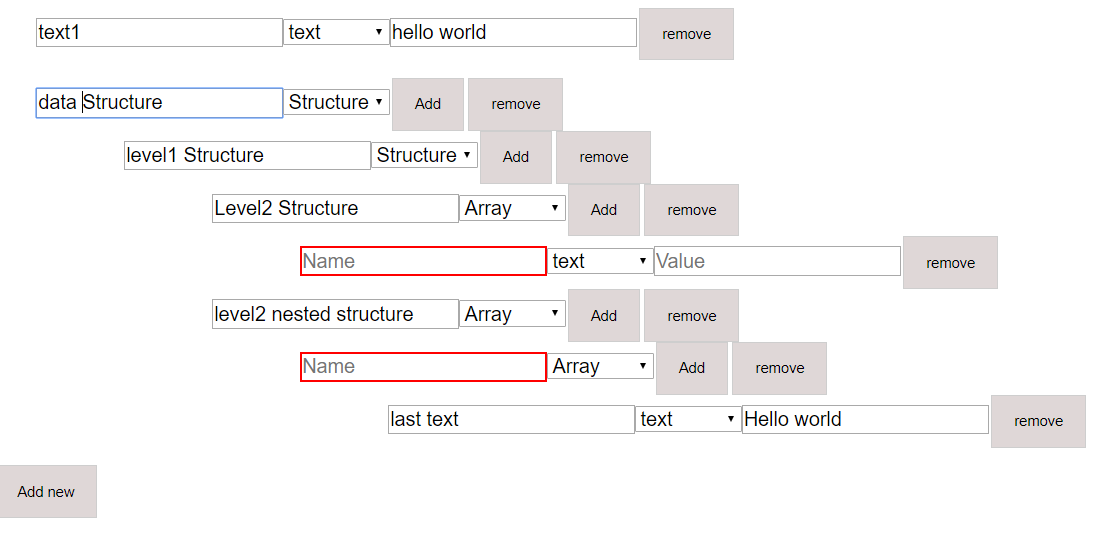 text1 text hello world remove
data Structure Structure Add remove
level1 Structure Structure Add remove
Level2 Structure Array Add remove
Name text Value remove
level2 nested structure Array Add remove
Name Array Add remove
last text text Hello world remove
Add new